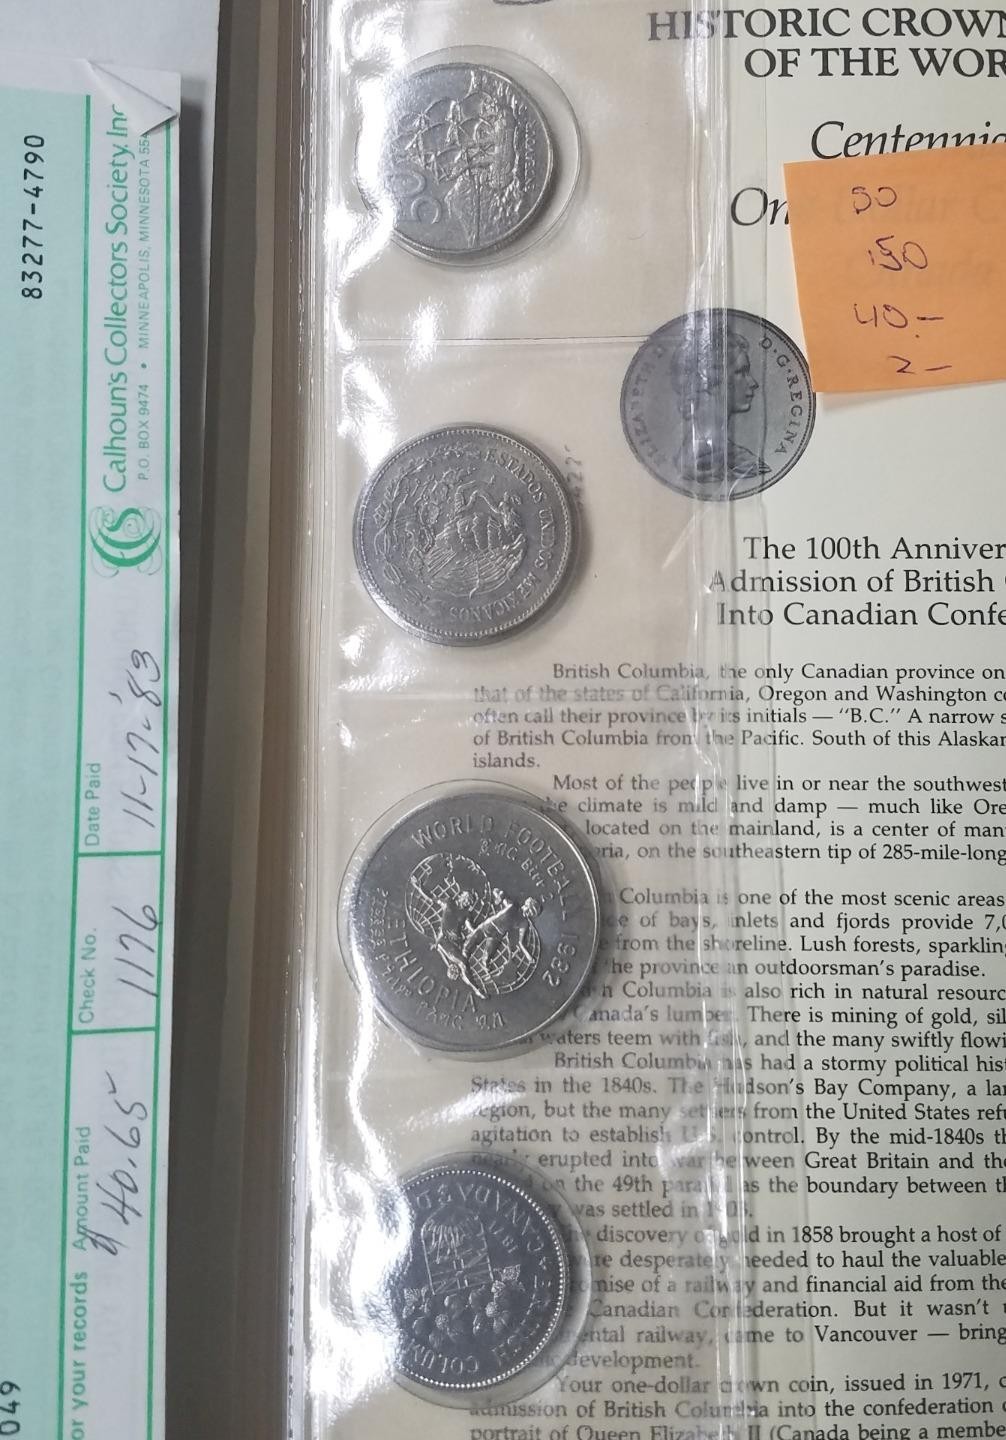 83277-4790
Calhoun's Collectors Society, Inc
P.O. BOX 9474 • MINNEAPOLIS, MINNESOTA 55
CCS
or your records
Amount Paid
$ 40.65
Check No.
1176
Date Paid
11-17-83
049
HISTORIC CROWN
OF THE WOR
Centennia
On
50
.50
40.-
2-
D·G·REGINA
50
ESTADOS UNIDOS MEXICANOS
WORLD FOOTBALL 1982
ETHIOPIA
CANADA
COLUM
The 100th Anniver
Admission of British
Into Canadian Confe
British Columbia, the only Canadian province on
that of the states of California, Oregon and Washington c
often call their province by its initials — "B.C." A narrow s
of British Columbia from the Pacific. South of this Alaskan
islands.
Most of the people live in or near the southwest
climate is mild and damp — much like Ore
located on the mainland, is a center of man
oria, on the southeastern tip of 285-mile-long
Columbia is one of the most scenic areas
of bays, inlets and fjords provide 7,0
from the shoreline. Lush forests, sparklin
the province an outdoorsman's paradise.
Columbia is also rich in natural resourc
Canada's lumber. There is mining of gold, sil
waters teem with fish, and the many swiftly flowi
British Columbia has had a stormy political his
States in the 1840s. The Hudson's Bay Company, a la
region, but the many settlers from the United States refu
agitation to establish U.S. control. By the mid-1840s th
nearly erupted into war between Great Britain and the
on the 49th parallel as the boundary between th
was settled in
discovery of gold in 1858 brought a host of
desperately needed to haul the valuable
omise of a railway and financial aid from the
Canadian Confederation. But it wasn't
ental railway, came to Vancouver — bring
development.
Your one-dollar crown coin, issued in 1971, c
admission of British Columbia into the confederation
portrait of Queen Elizabeth II (Canada being a membe